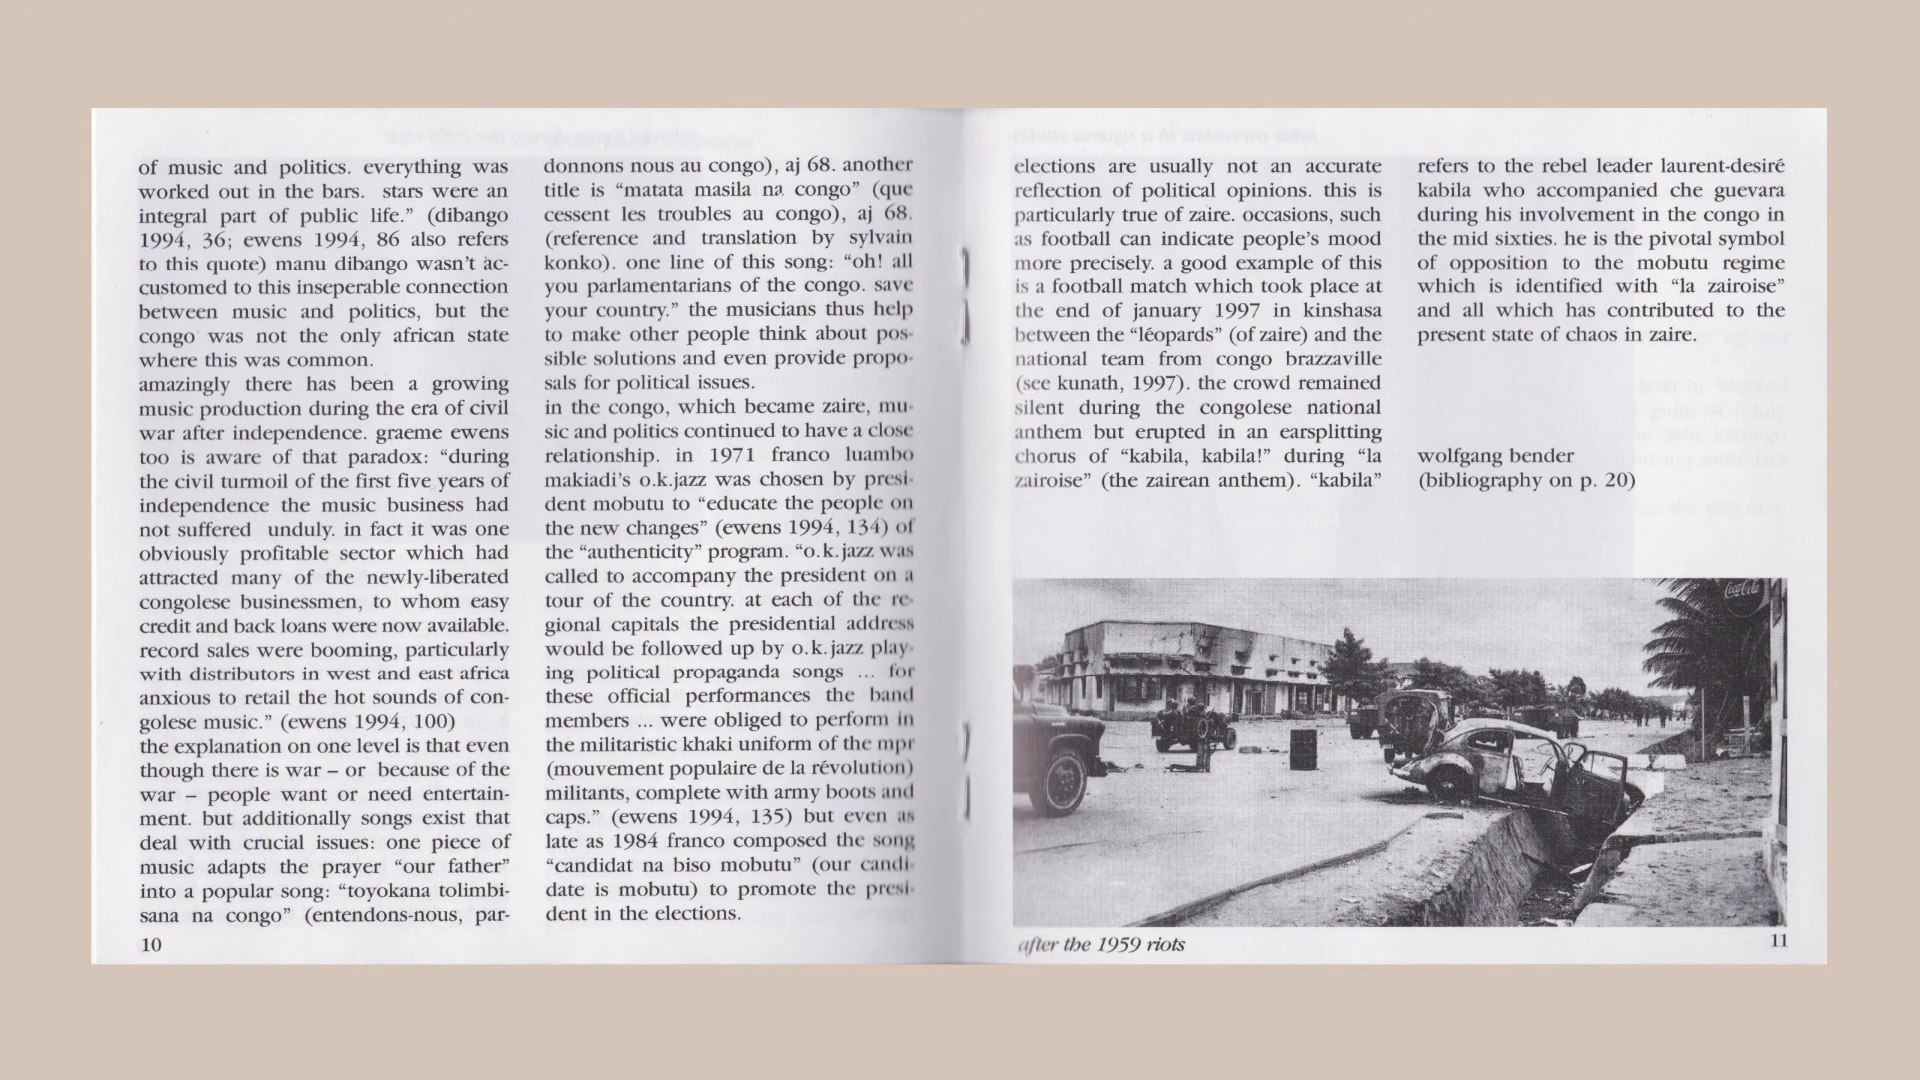 of music and politics. everything was
worked out in the bars. stars were an
integral part of public life.” (dibango
1994, 36; ewens 1994, 86 also refers
to this quote) manu dibango wasn’t ac-
customed to this inseperable connection
between music and politics, but the
congo was not the only african state
where this was common.
amazingly there has been a growing
music production during the era of civil
war after independence. graeme ewens
too is aware of that paradox: “during
the civil turmoil of the first five years of
independence the music business had
not suffered unduly. in fact it was one
obviously profitable sector which had
attracted many of the newly-liberated
congolese businessmen, to whom easy
credit and back loans were now available.
record sales were booming, particularly
with distributors in west and east africa
anxious to retail the hot sounds of con-
golese music.” (ewens 1994, 100)
the explanation on one level is that even
though there is war – or because of the
war – people want or need entertain-
ment. but additionally songs exist that
deal with crucial issues: one piece of
music adapts the prayer “our father”
into a popular song: “toyokana tolimbi-
sana na congo” (entendons-nous, par-
10
donnons nous au congo), aj 68. another
title is “matata masila na congo” (que
cessent les troubles au congo), aj 68.
(reference and translation by sylvain
konko). one line of this song: “oh! all
you parlamentarians of the congo. save
your country.” the musicians thus help
to make other people think about pos-
sible solutions and even provide propo-
sals for political issues.
in the congo, which became zaire, mu-
sic and politics continued to have a close
relationship. in 1971 franco luambo
makiadi’s o.k.jazz was chosen by presi-
dent mobutu to “educate the people on
the new changes” (ewens 1994, 134) of
the “authenticity” program. “o.k.jazz was
called to accompany the president on a
tour of the country. at each of the re-
gional capitals the presidential address
would be followed up by o.k.jazz play-
ing political propaganda songs ... for
these official performances the band
members ... were obliged to perform in
the militaristic khaki uniform of the mpr
(mouvement populaire de la révolution)
militants, complete with army boots and
caps.” (ewens 1994, 135) but even as
late as 1984 franco composed the song
“candidat na biso mobutu” (our candi-
date is mobutu) to promote the presi-
dent in the elections.
elections are usually not an accurate
reflection of political opinions. this is
particularly true of zaire. occasions, such
as football can indicate people’s mood
more precisely. a good example of this
is a football match which took place at
the end of january 1997 in kinshasa
between the “léopards” (of zaire) and the
national team from congo brazzaville
(see kunath, 1997). the crowd remained
silent during the congolese national
anthem but erupted in an earsplitting
chorus of “kabila, kabila!” during “la
zairoise” (the zairean anthem). “kabila”
refers to the rebel leader laurent-desiré
kabila who accompanied che guevara
during his involvement in the congo in
the mid sixties. he is the pivotal symbol
of opposition to the mobutu regime
which is identified with “la zairoise”
and all which has contributed to the
present state of chaos in zaire.
wolfgang bender
(bibliography on p. 20)
Coca-Cola
after the 1959 riots
11